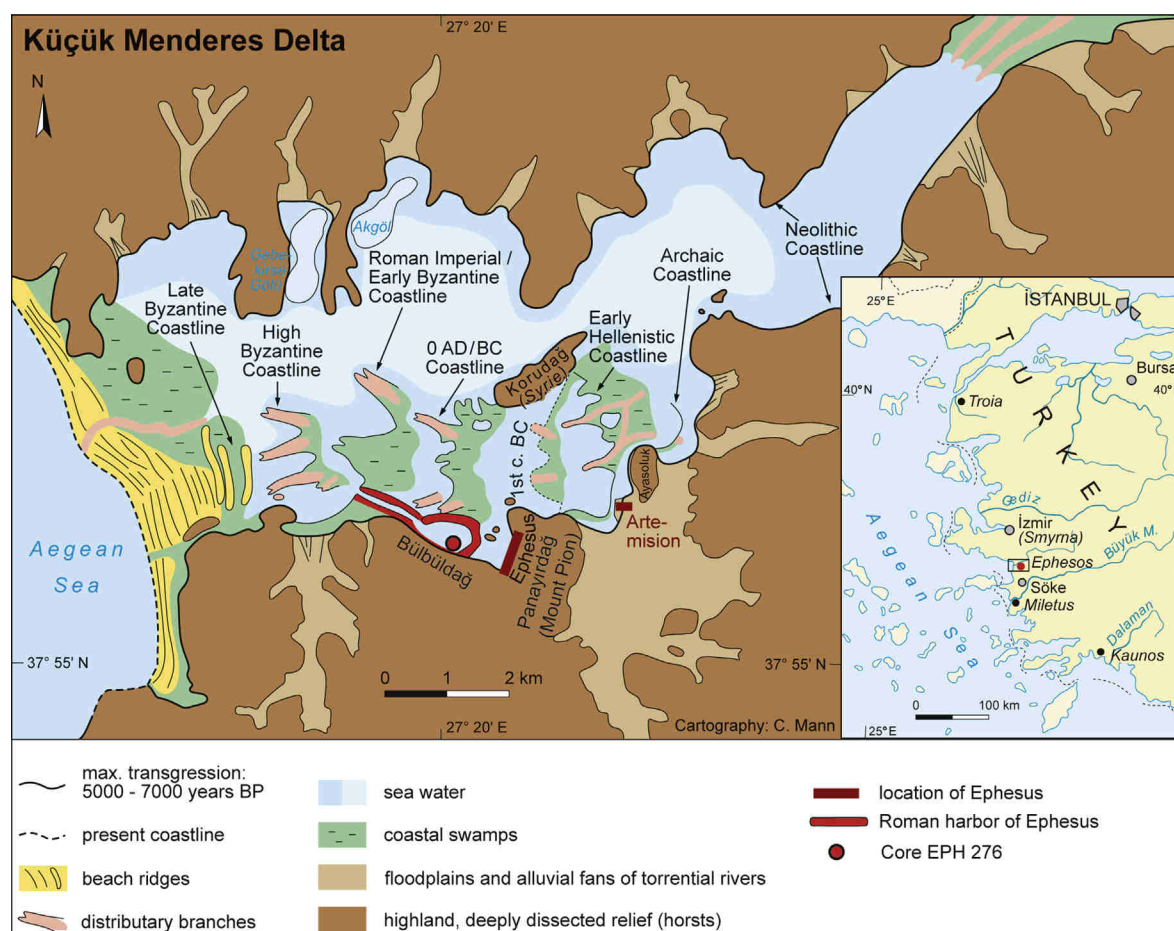 27° 20' E
Küçük Menderes Delta
N
Akgöl
Gebe-
kirse
Gölü
Neolithic
Coastline
Roman Imperial /
Early Byzantine
Coastline
Archaic
Coastline
Late
Byzantine
Coastline
High
Byzantine
Coastline
Early
Hellenistic
Coastline
0 AD/BC
Coastline
Korudağ
(Syrie)
1st c. BC
Ayasoluk
Arte-
mision
Aegean
Sea
Bülbüldağ
Ephesus
Panayırdağ
(Mount Pion)
37° 55' N
37° 55' N
0 1 2 km
27° 20' E
Cartography: C. Mann
25° E
İSTANBUL
TURKEY
Bursa
40° N
40°
Troia
Gediz
İzmir
(Smyrna)
Büyük M.
Ephesos
Söke
Miletus
Aegean Sea
Dalaman
Kaunos
0 100 km
25° E
max. transgression:
5000 - 7000 years BP
present coastline
beach ridges
distributary branches
sea water
coastal swamps
floodplains and alluvial fans of torrential rivers
highland, deeply dissected relief (horsts)
location of Ephesus
Roman harbor of Ephesus
Core EPH 276